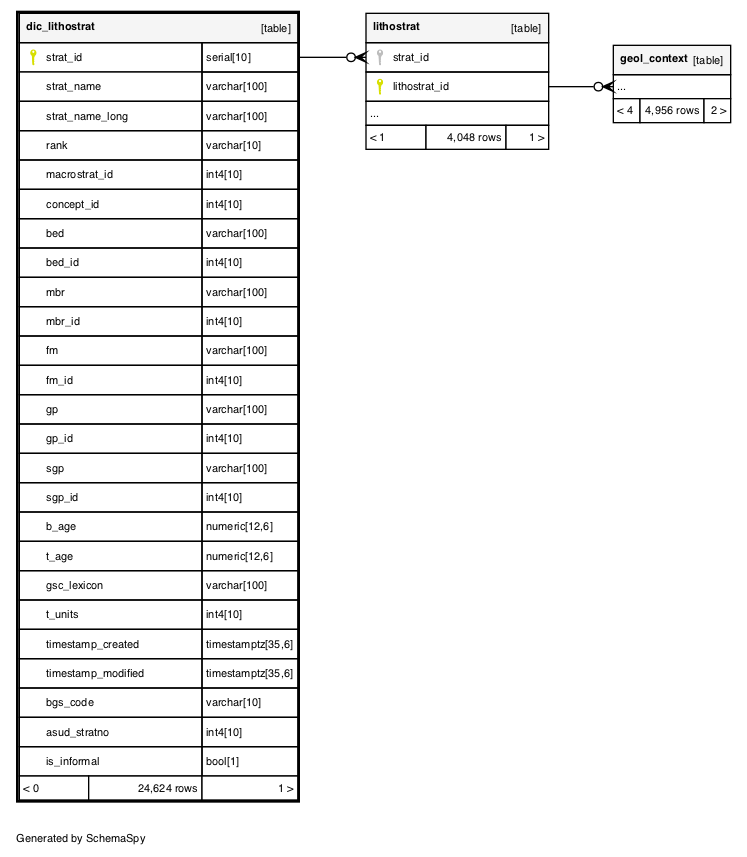 dic_lithostrat [table]
strat_id serial[10]
strat_name varchar[100]
strat_name_long varchar[100]
rank varchar[10]
macrostrat_id int4[10]
concept_id int4[10]
bed varchar[100]
bed_id int4[10]
mbr varchar[100]
mbr_id int4[10]
fm varchar[100]
fm_id int4[10]
gp varchar[100]
gp_id int4[10]
sgp varchar[100]
sgp_id int4[10]
b_age numeric[12,6]
t_age numeric[12,6]
gsc_lexicon varchar[100]
t_units int4[10]
timestamp_created timestamptz[35,6]
timestamp_modified timestamptz[35,6]
bgs_code varchar[10]
asud_stratno int4[10]
is_informal bool[1]
< 0 24,624 rows 1 >
lithostrat [table]
strat_id
lithostrat_id
...
< 1 4,048 rows 1 >
geol_context [table]
...
< 4 4,956 rows 2 >
Generated by SchemaSpy